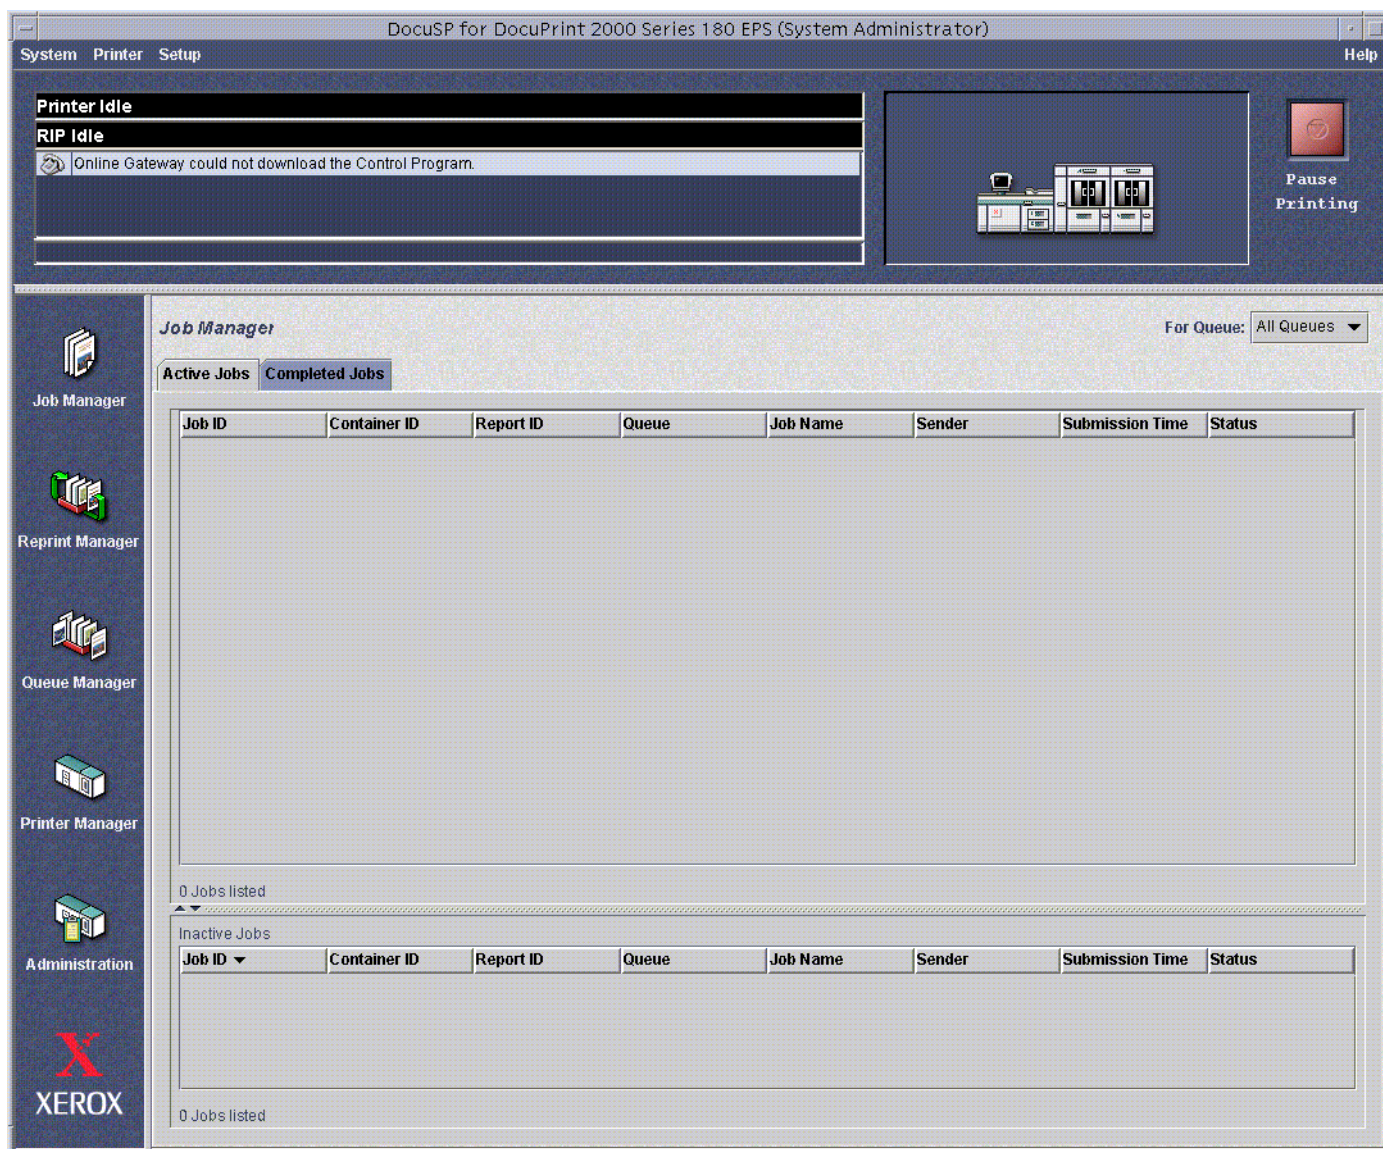 DocuSP for DocuPrint 2000 Series 180 EPS (System Administrator)
System Printer Setup Help
Printer Idle
RIP Idle
Online Gateway could not download the Control Program.
Pause
Printing
Job Manager
For Queue: All Queues
Active Jobs Completed Jobs
Job ID Container ID Report ID Queue Job Name Sender Submission Time Status
0 Jobs listed
Inactive Jobs
Job ID Container ID Report ID Queue Job Name Sender Submission Time Status
0 Jobs listed
Job Manager
Reprint Manager
Queue Manager
Printer Manager
Administration
X
XEROX